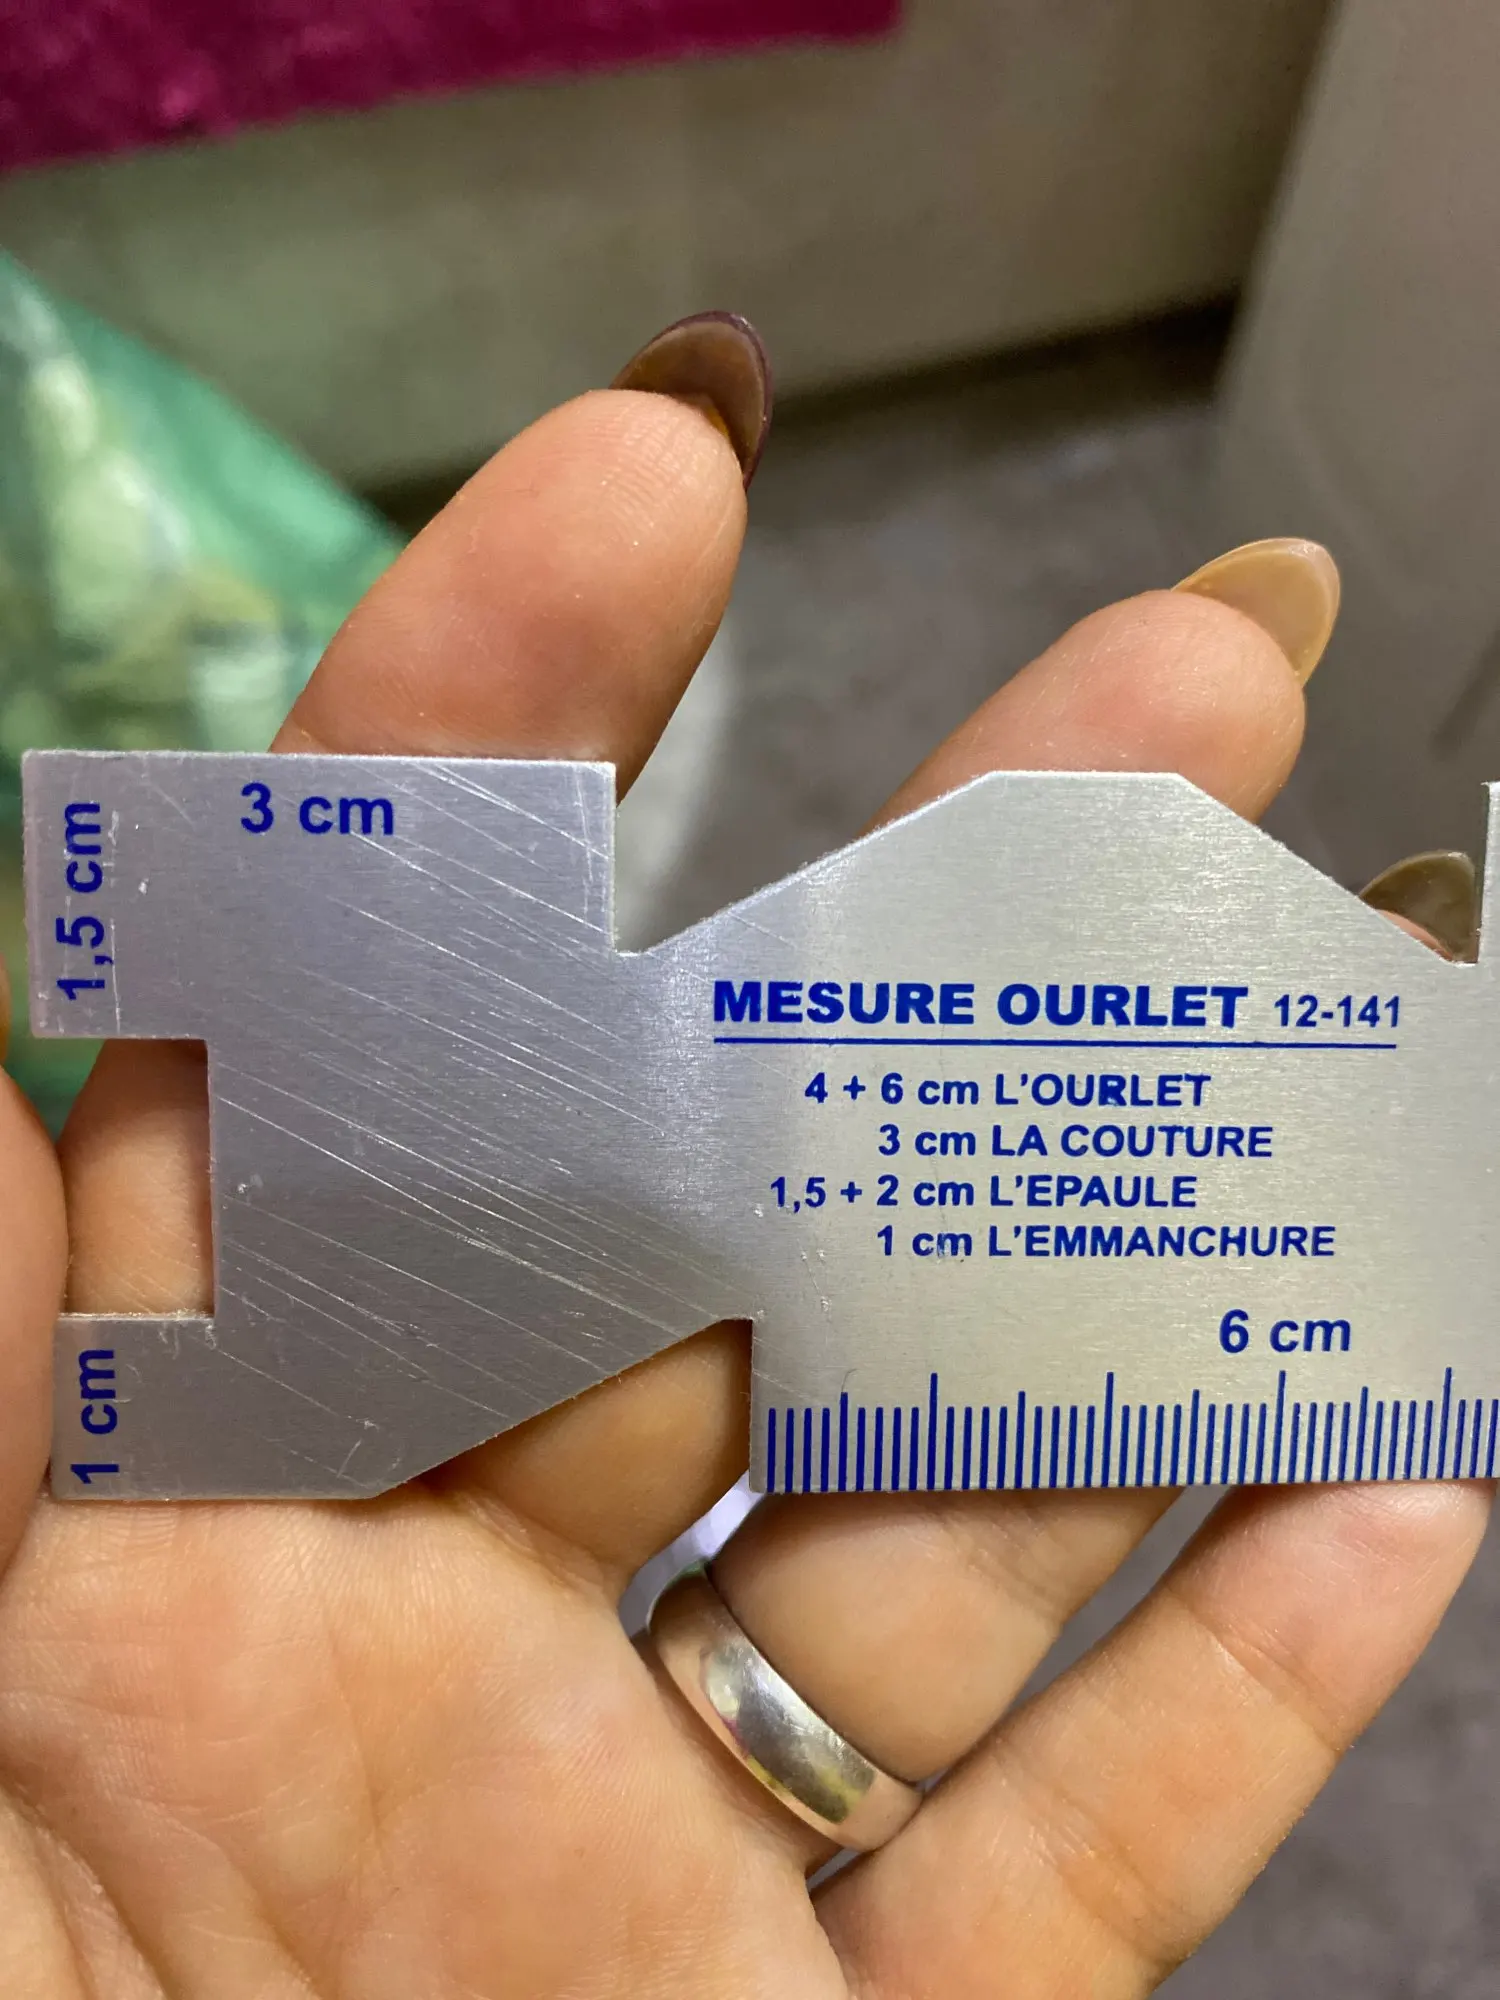 3 cm
1,5 cm
MESURE OURLET 12-141
4 + 6 cm L'OURLET
3 cm LA COUTURE
1,5 + 2 cm L'EPAULE
1 cm L'EMMANCHURE
6 cm
1 cm